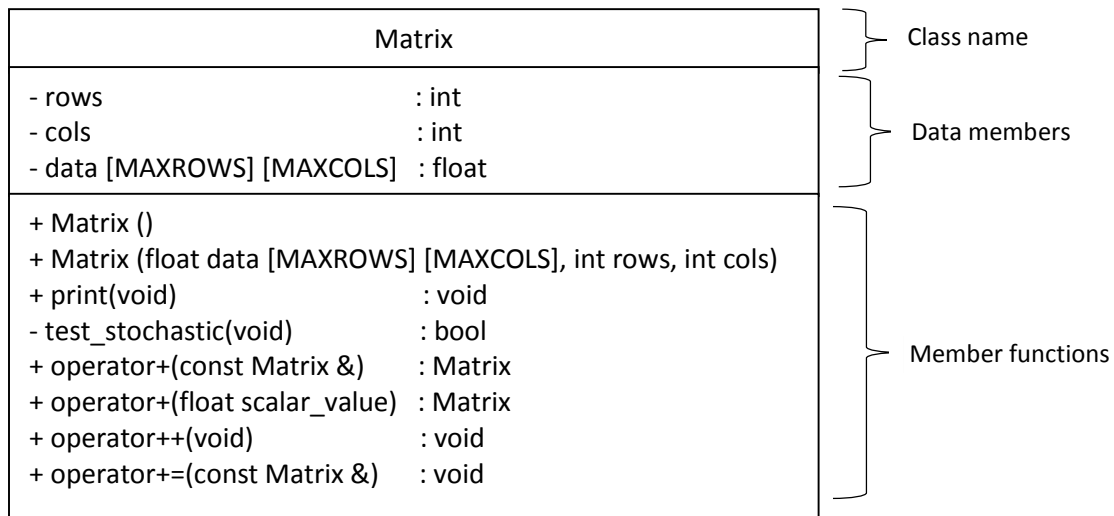 Matrix
Class name
- rows : int
- cols : int
- data [MAXROWS] [MAXCOLS] : float
Data members
+ Matrix ()
+ Matrix (float data [MAXROWS] [MAXCOLS], int rows, int cols)
+ print(void) : void
- test_stochastic(void) : bool
+ operator+(const Matrix &) : Matrix
+ operator+(float scalar_value) : Matrix
+ operator++(void) : void
+ operator+=(const Matrix &) : void
Member functions